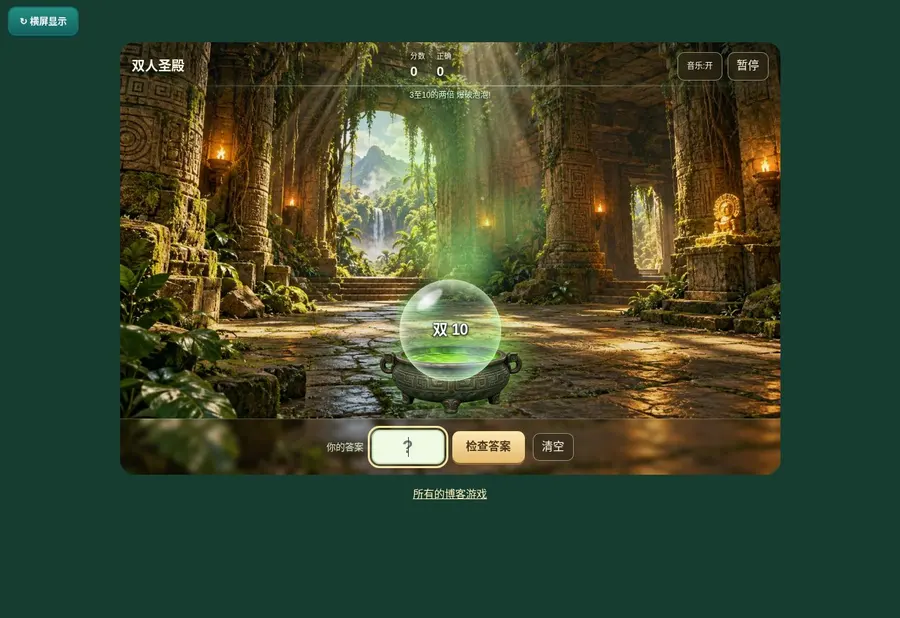 ↻ 横屏显示
双人圣殿
分数 正确
0 0
音乐:开
暂停
3至10的两倍 爆破泡泡!
双 10
你的答案
?
检查答案
清空
所有的博客游戏